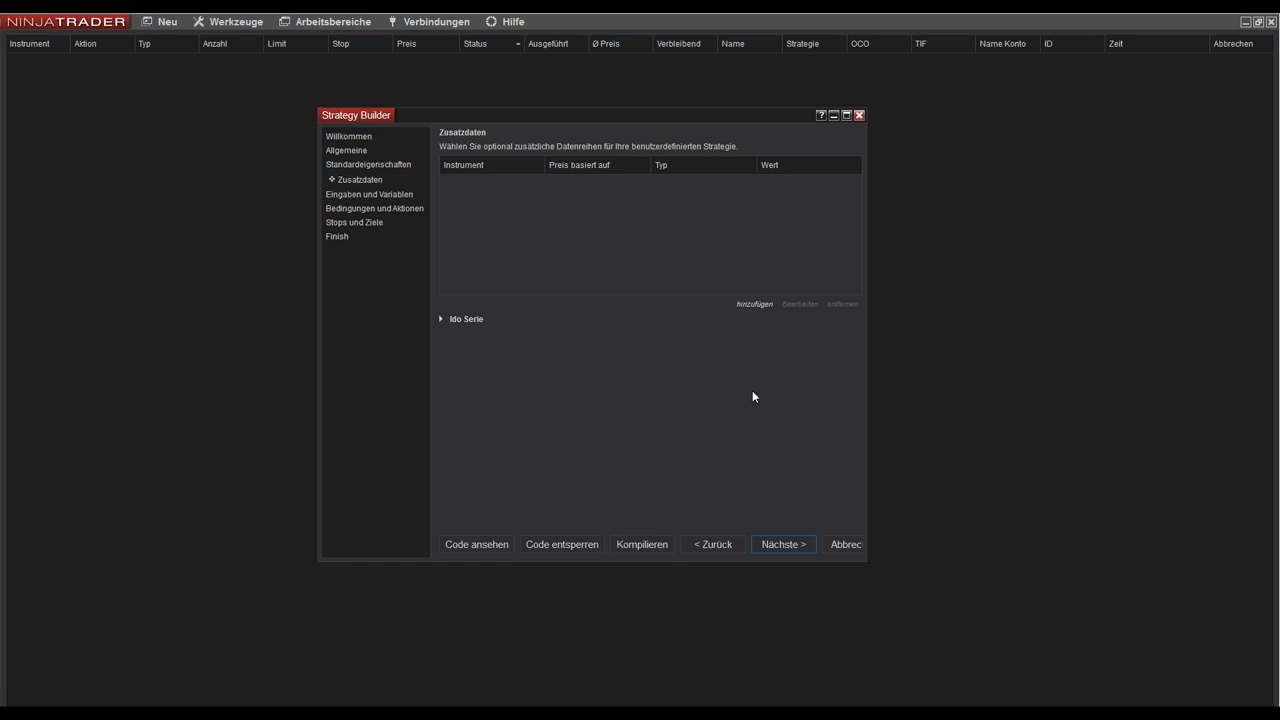 NINJATRADER Neu Werkzeuge Arbeitsbereiche Verbindungen Hilfe
Instrument Aktion Typ Anzahl Limit Stop Preis Status Ausgeführt Ø Preis Verbleibend Name Strategie OCO TIF Name Konto ID Zeit Abbrechen
Strategy Builder ?
Willkommen
Allgemeine
Standardeigenschaften
Zusatzdaten
Eingaben und Variablen
Bedingungen und Aktionen
Stops und Ziele
Finish
Zusatzdaten
Wählen Sie optional zusätzliche Datenreihen für Ihre benutzerdefinierten Strategie.
Instrument Preis basiert auf Typ Wert
hinzufügen Bearbeiten entfernen
Ido Serie
Code ansehen Code entsperren Kompilieren < Zurück Nächste > Abbrec